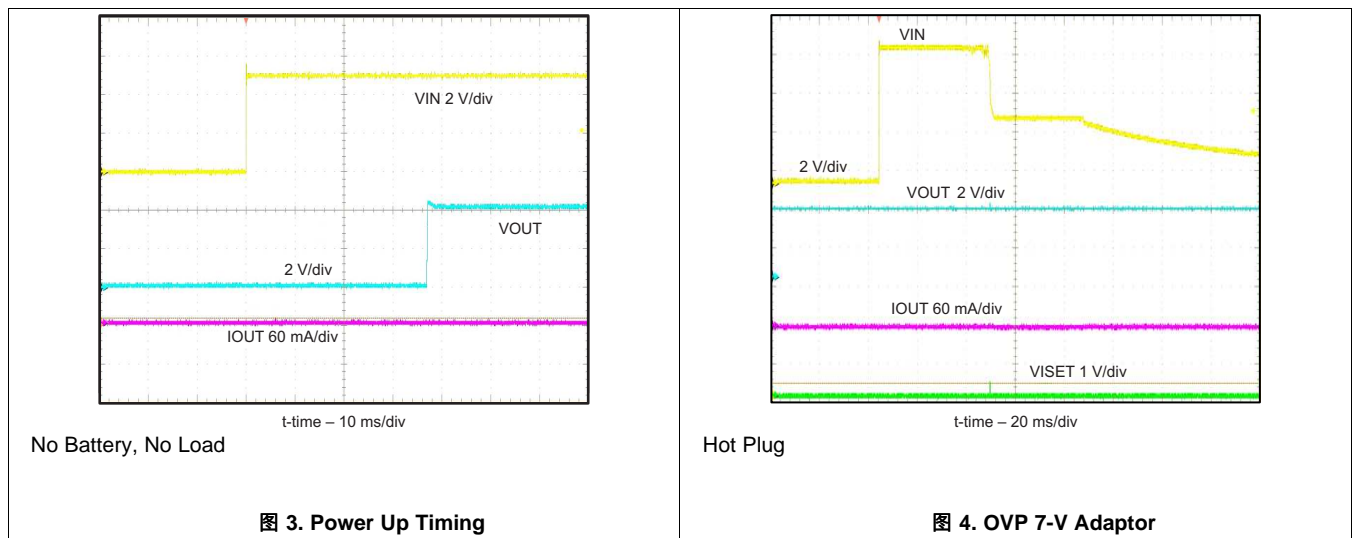 VIN 2 V/div
VOUT
2 V/div
IOUT 60 mA/div
t-time – 10 ms/div
No Battery, No Load
图 3. Power Up Timing
VIN
2 V/div
VOUT 2 V/div
IOUT 60 mA/div
VISET 1 V/div
t-time – 20 ms/div
Hot Plug
图 4. OVP 7-V Adaptor